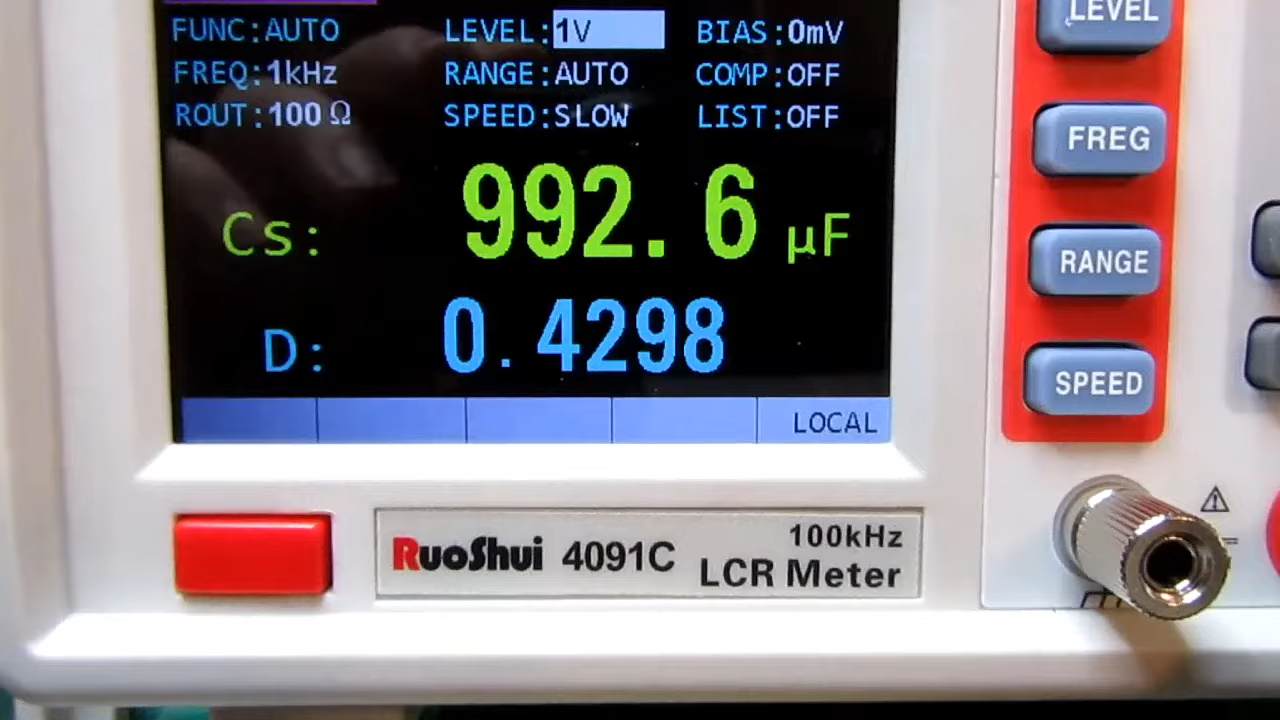 FUNC:AUTO LEVEL:1V BIAS:0mV
FREQ:1kHz RANGE:AUTO COMP:OFF
ROUT:100 Ω SPEED:SLOW LIST:OFF
Cs: 992.6 µF
D: 0.4298
LOCAL
LEVEL
FREG
RANGE
SPEED
RuoShui 4091C 100kHz
LCR Meter